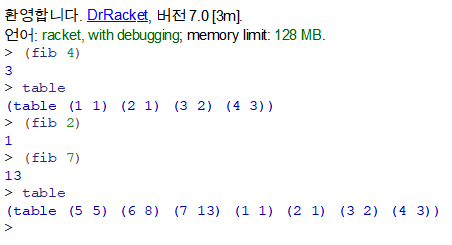 환영합니다. DrRacket, 버전 7.0 [3m].
언어: racket, with debugging; memory limit: 128 MB.
> (fib 4)
3
> table
(table (1 1) (2 1) (3 2) (4 3))
> (fib 2)
1
> (fib 7)
13
> table
(table (5 5) (6 8) (7 13) (1 1) (2 1) (3 2) (4 3))
>